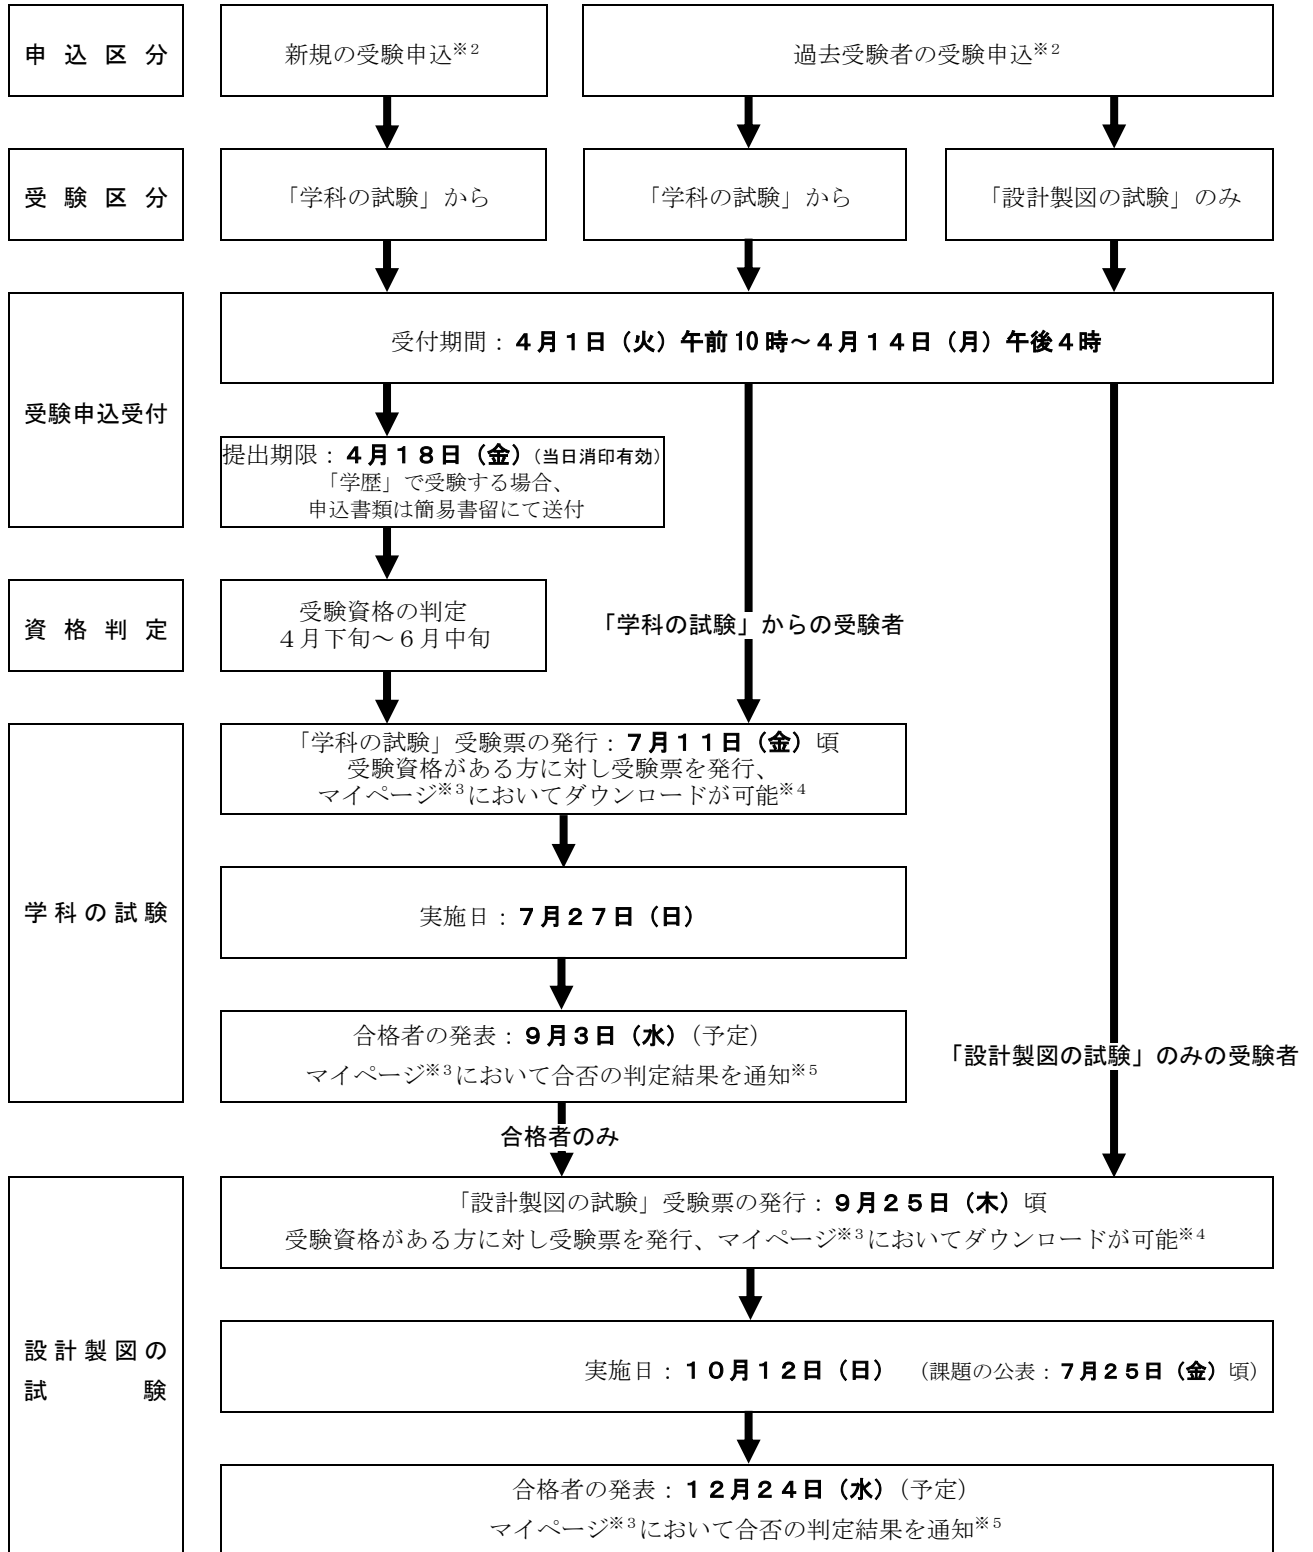 申込区分
新規の受験申込※2
過去受験者の受験申込※2
受験区分
「学科の試験」から
「学科の試験」から
「設計製図の試験」のみ
受験申込受付
受付期間：４月１日（火）午前10時～４月１４日（月）午後４時
提出期限：４月１８日（金）（当日消印有効）
「学歴」で受験する場合、
申込書類は簡易書留にて送付
資格判定
受験資格の判定
４月下旬～６月中旬
「学科の試験」からの受験者
学科の試験
「学科の試験」受験票の発行：７月１１日（金）頃
受験資格がある方に対し受験票を発行、
マイページ※3においてダウンロードが可能※4
実施日：７月２７日（日）
合格者の発表：９月３日（水）（予定）
マイページ※3において合否の判定結果を通知※5
「設計製図の試験」のみの受験者
合格者のみ
設計製図の
試験
「設計製図の試験」受験票の発行：９月２５日（木）頃
受験資格がある方に対し受験票を発行、マイページ※3においてダウンロードが可能※4
実施日：１０月１２日（日）　（課題の公表：７月２５日（金）頃）
合格者の発表：１２月２４日（水）（予定）
マイページ※3において合否の判定結果を通知※5